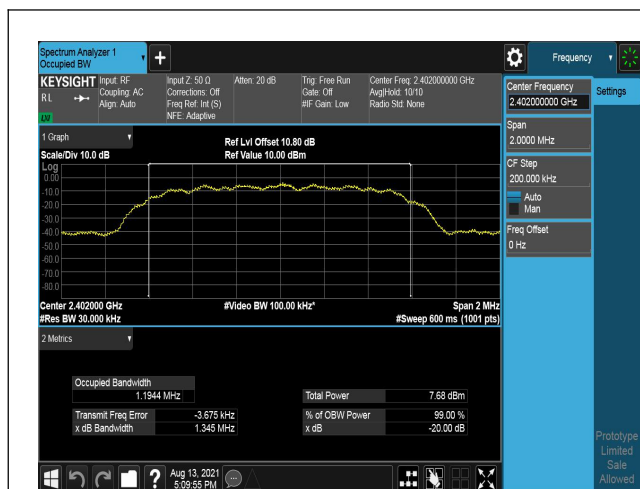 Spectrum Analyzer 1
Occupied BW
+
Frequency
KEYSIGHT
R L
LV
Input: RF
Coupling: AC
Align: Auto
Input Z: 50 Ω
Corrections: Off
Freq Ref: Int (S)
NFE: Adaptive
Atten: 20 dB
Trig: Free Run
Gate: Off
#IF Gain: Low
Center Freq: 2.402000000 GHz
Avg|Hold: 10/10
Radio Std: None
Center Frequency
2.402000000 GHz
Settings
Span
2.0000 MHz
CF Step
200.000 kHz
Auto
Man
Freq Offset
0 Hz
1 Graph
Scale/Div 10.0 dB
Ref Lvl Offset 10.80 dB
Ref Value 10.00 dBm
Log
0.00
-10.0
-20.0
-30.0
-40.0
-50.0
-60.0
-70.0
-80.0
Center 2.402000 GHz
#Res BW 30.000 kHz
#Video BW 100.00 kHz*
Span 2 MHz
#Sweep 600 ms (1001 pts)
2 Metrics
Occupied Bandwidth
1.1944 MHz
Total Power 7.68 dBm
Transmit Freq Error -3.675 kHz
% of OBW Power 99.00 %
x dB Bandwidth 1.345 MHz
x dB -20.00 dB
Prototype
Limited
Sale
Allowed
?
Aug 13, 2021
5:09:55 PM